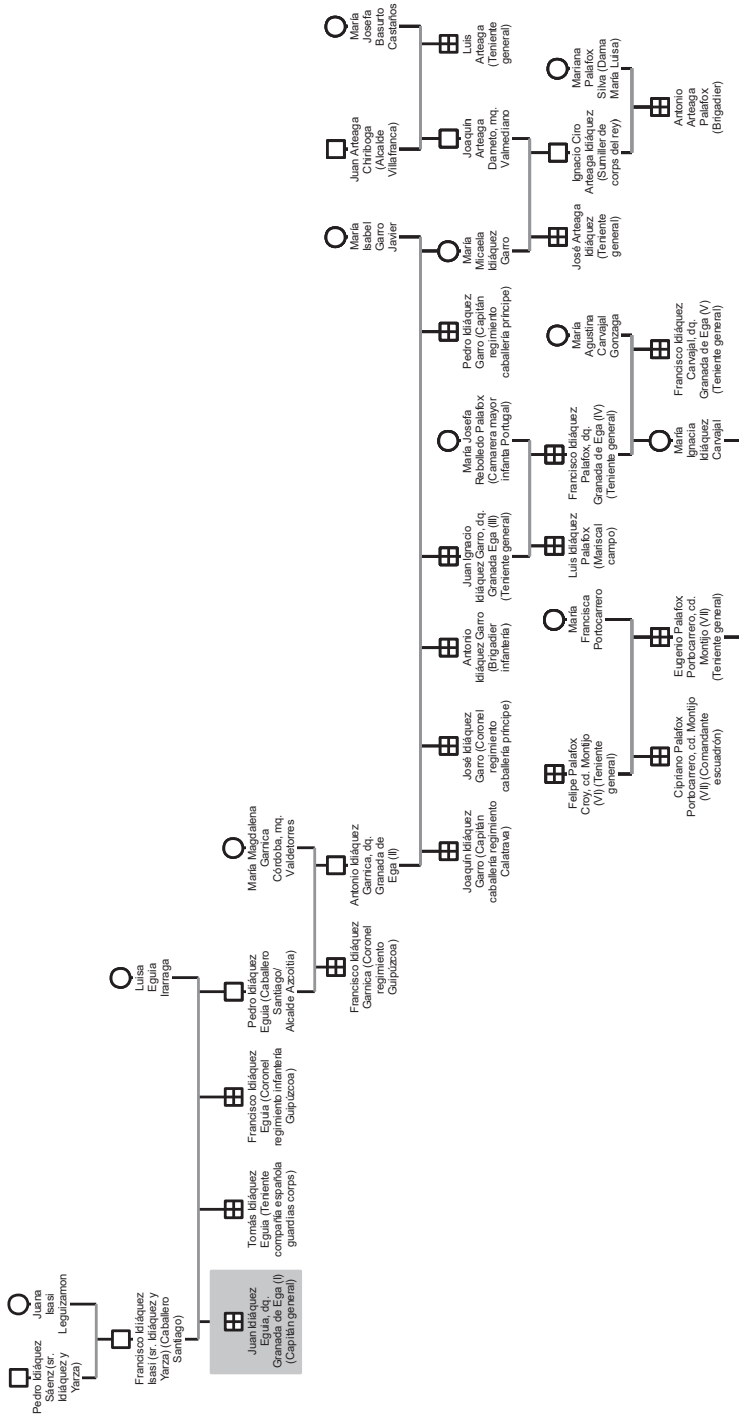 Pedro Idiáquez
Sáenz (sr.
Idiáquez y
Yarza)
Juana
Isasi
Leguizamon
Francisco Idiáquez
Isasi (sr. Idiáquez y
Yarza) (Caballero
Santiago)
Luisa
Eguia
Irarraga
Juan Idiáquez
Eguia, dq.
Granada de Ega (I)
(Capitán general)
Tomás Idiáquez
Eguia (Teniente
compañía española
guardias corps)
Francisco Idiáquez
Eguia (Coronel
regimiento infantería
Guipúzcoa)
Pedro Idiáquez
Eguia (Caballero
Santiago/
Alcalde Azcoitia)
María Magdalena
Garnica
Córdoba, mq.
Valdetorres
Francisco Idiáquez
Garnica (Coronel
regimiento
Guipúzcoa)
Antonio Idiáquez
Garnica, dq.
Granada de
Ega (II)
María
Isabel
Garro
Javier
Juan Arteaga
Chiriboga
(Alcalde
Villafranca)
María
Josefa
Basurto
Castaños
Joaquín Idiáquez
Garro (Capitán
caballería regimiento
Calatrava)
José Idiáquez
Garro (Coronel
regimiento
caballería príncipe)
Antonio
Idiáquez Garro
(Brigadier
infantería)
Juan Ignacio
Idiáquez Garro, dq.
Granada Ega (III)
(Teniente general)
María Josefa
Rebolledo Palafox
(Camarera mayor
infanta Portugal)
Pedro Idiáquez
Garro (Capitán
regimiento
caballería príncipe)
María
Micaela
Idiáquez
Garro
Joaquín
Arteaga
Dameto, mq.
Valmediano
Luis
Arteaga
(Teniente
general)
Felipe Palafox
Croy, cd. Montijo
(VI) (Teniente
general)
María
Francisca
Portocarrero
Luis Idiáquez
Palafox
(Mariscal
campo)
Francisco Idiáquez
Palafox, dq.
Granada de Ega (IV)
(Teniente general)
María
Agustina
Carvajal
Gonzaga
José Arteaga
Idiáquez
(Teniente
general)
Ignacio Ciro
Arteaga Idiáquez
(Sumiller de
corps del rey)
Mariana
Palafox
Silva (Dama
María Luisa)
Cipriano Palafox
Portocarrero, cd. Montijo
(VII) (Comandante
escuadrón)
Eugenio Palafox
Portocarrero, cd.
Montijo (VII)
(Teniente general)
María
Ignacia
Idiáquez
Carvajal
Francisco Idiáquez
Carvajal, dq.
Granada de Ega (V)
(Teniente general)
Antonio
Arteaga
Palafox
(Brigadier)